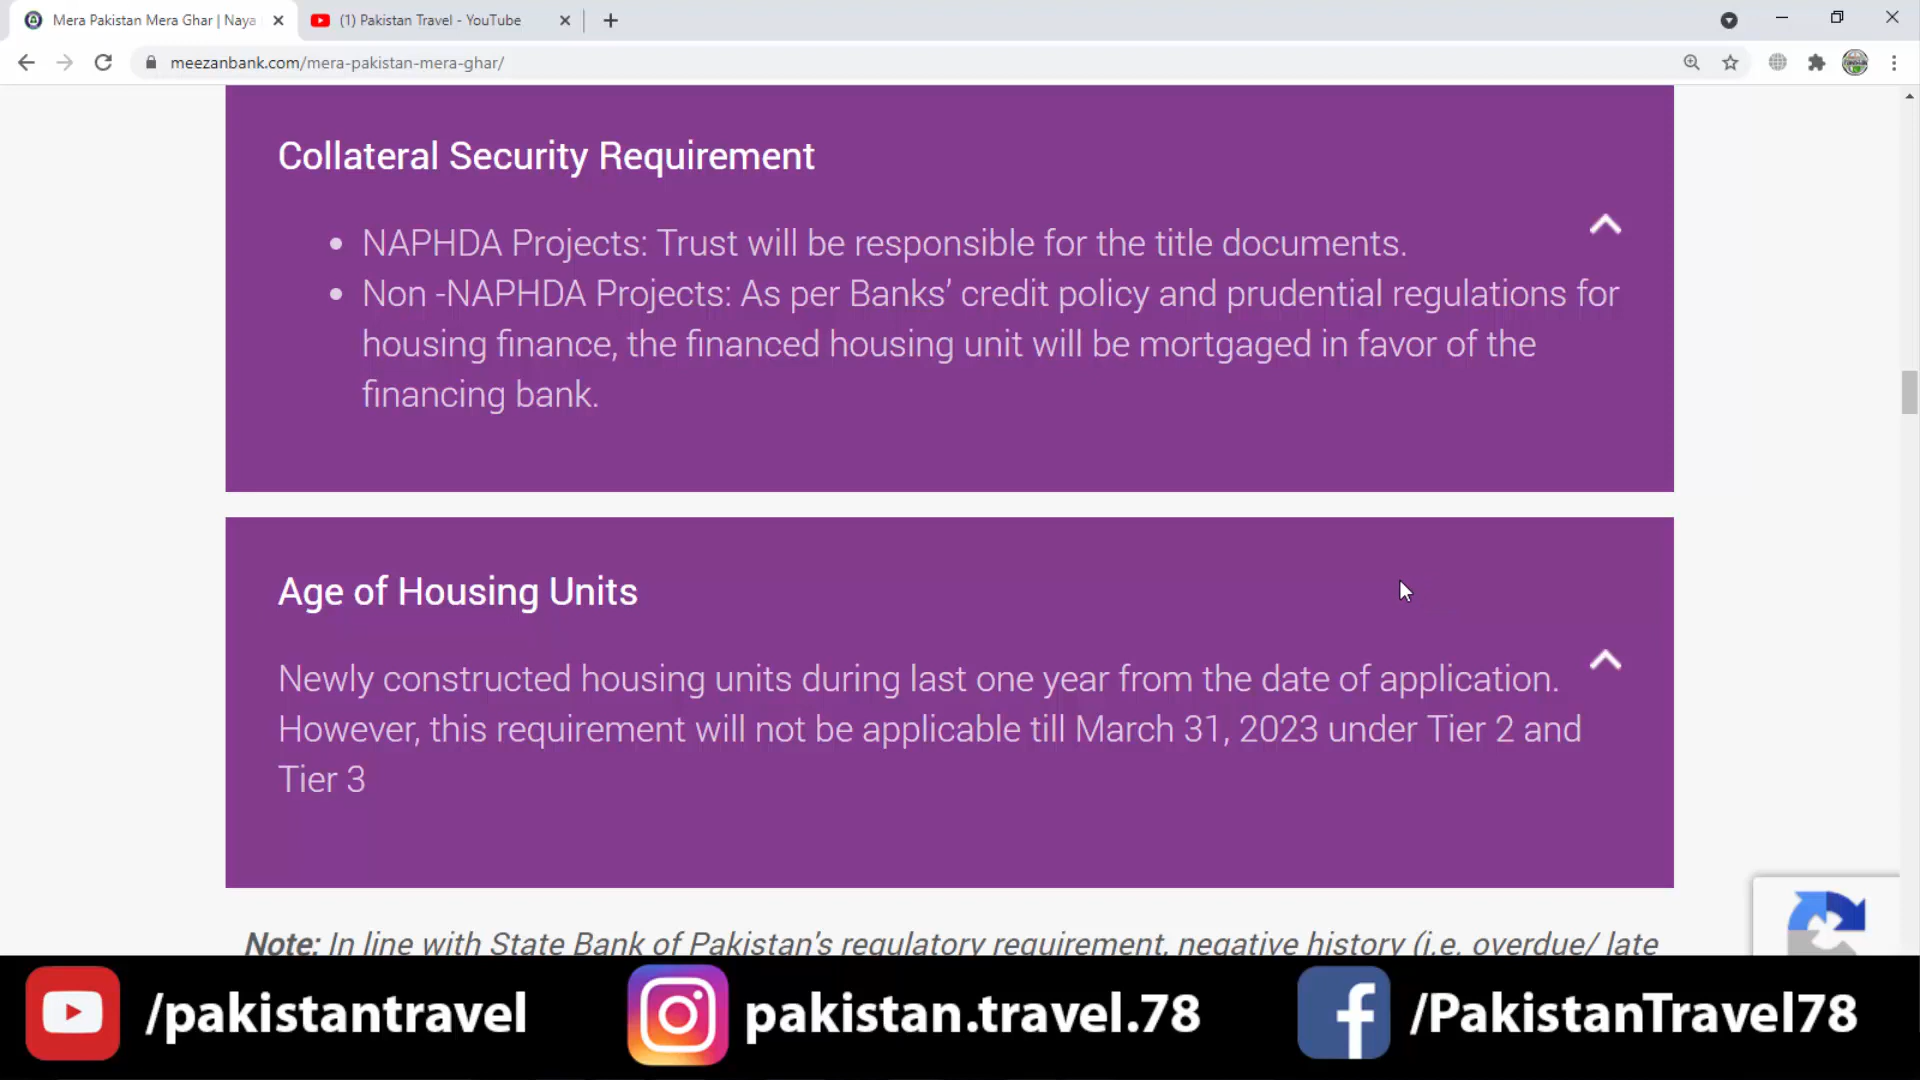 Mera Pakistan Mera Ghar | Naya
(1) Pakistan Travel - YouTube
meezanbank.com/mera-pakistan-mera-ghar/
Collateral Security Requirement
• NAPHDA Projects: Trust will be responsible for the title documents.
• Non -NAPHDA Projects: As per Banks’ credit policy and prudential regulations for
housing finance, the financed housing unit will be mortgaged in favor of the
financing bank.
Age of Housing Units
Newly constructed housing units during last one year from the date of application.
However, this requirement will not be applicable till March 31, 2023 under Tier 2 and
Tier 3
Note: In line with State Bank of Pakistan's regulatory requirement, negative history (i.e. overdue/ late
/pakistantravel
pakistan.travel.78
/PakistanTravel78